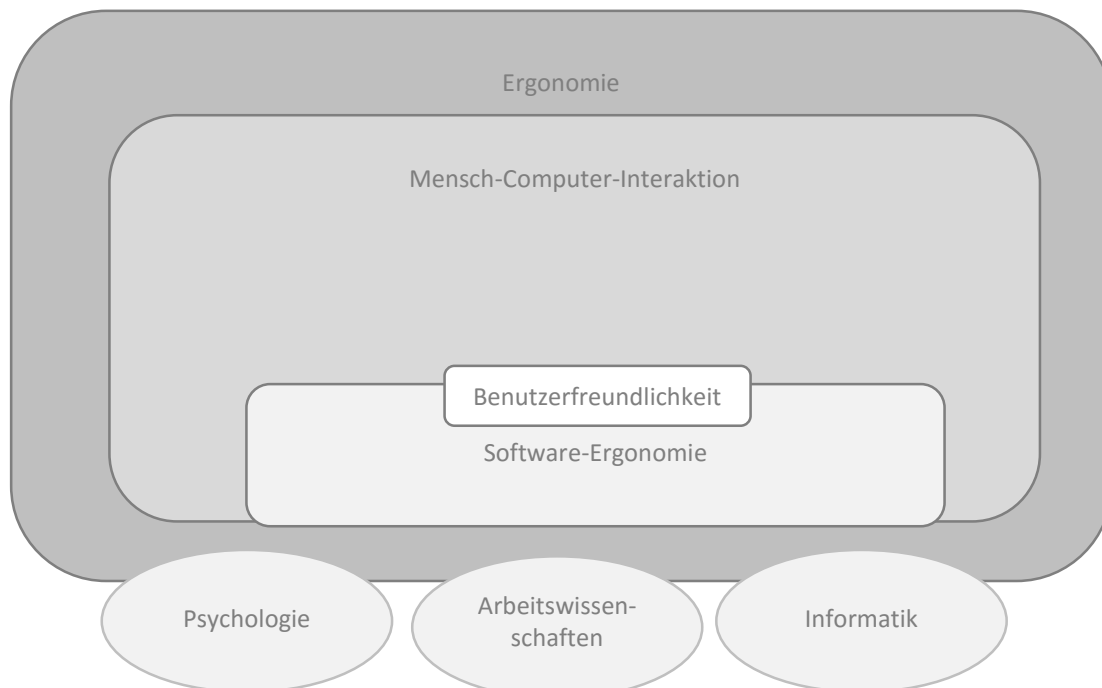 Ergonomie
Mensch-Computer-Interaktion
Benutzerfreundlichkeit
Software-Ergonomie
Psychologie
Arbeitswissen-
schaften
Informatik